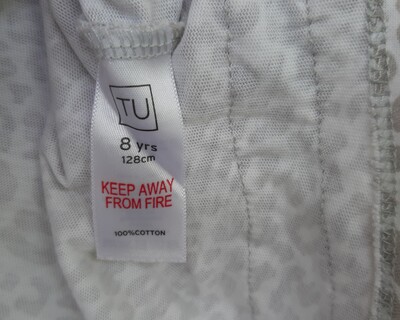 TU
8 yrs
128cm
KEEP AWAY
FROM FIRE
100%COTTON